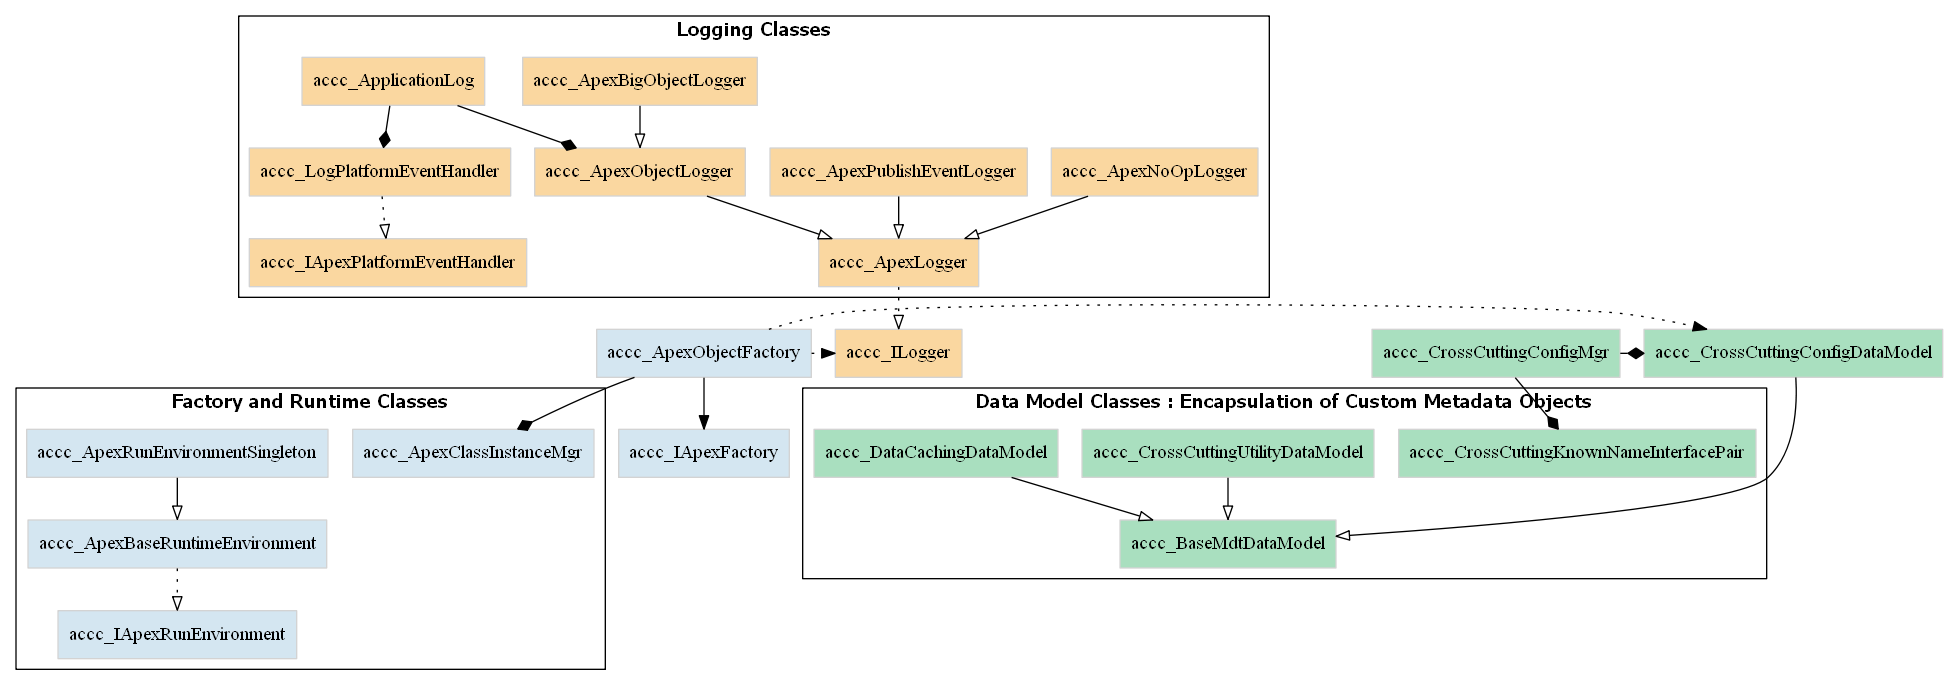 Logging Classes
accc_ApplicationLog
accc_ApexBigObjectLogger
accc_LogPlatformEventHandler
accc_ApexObjectLogger
accc_ApexPublishEventLogger
accc_ApexNoOpLogger
accc_IApexPlatformEventHandler
accc_ApexLogger
accc_ApexObjectFactory
accc_ILogger
accc_CrossCuttingConfigMgr
accc_CrossCuttingConfigDataModel
Factory and Runtime Classes
Data Model Classes : Encapsulation of Custom Metadata Objects
accc_ApexRunEnvironmentSingleton
accc_ApexClassInstanceMgr
accc_IApexFactory
accc_DataCachingDataModel
accc_CrossCuttingUtilityDataModel
accc_CrossCuttingKnownNameInterfacePair
accc_ApexBaseRuntimeEnvironment
accc_BaseMdtDataModel
accc_IApexRunEnvironment